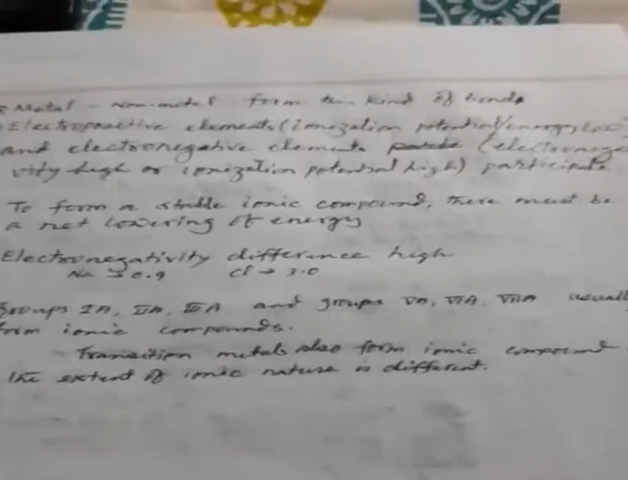 Metal - non-metal form this kind of bonds
Electropositive elements (ionization potential/energy low)
and electronegative elements (electronega
vity high or ionization potential high) participate
To form a stable ionic compound, there must be
a net lowering of energy
Electronegativity difference high
Na → 0.9 Cl → 3.0
Groups IA, IIA, IIIA and groups VA, VIA, VIIA usually
form ionic compounds.
Transition metals also form ionic compound
the extent of ionic nature is different.